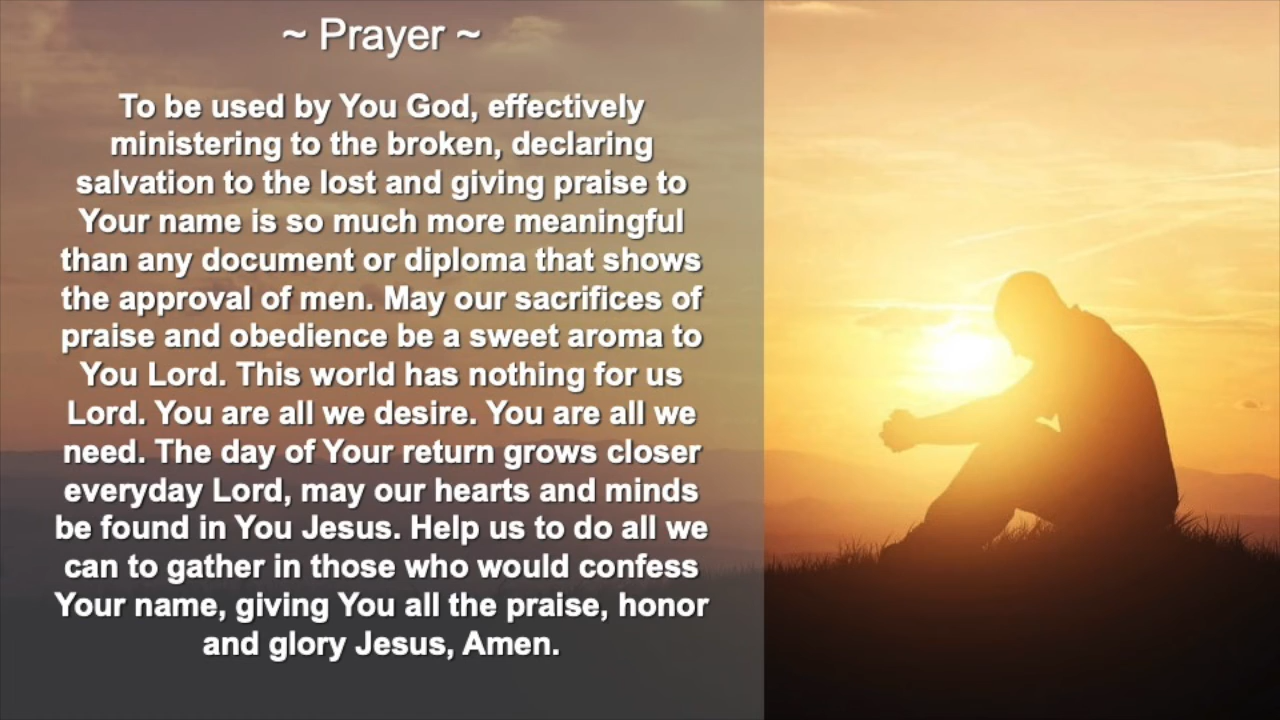 ~ Prayer ~
To be used by You God, effectively
ministering to the broken, declaring
salvation to the lost and giving praise to
Your name is so much more meaningful
than any document or diploma that shows
the approval of men. May our sacrifices of
praise and obedience be a sweet aroma to
You Lord. This world has nothing for us
Lord. You are all we desire. You are all we
need. The day of Your return grows closer
everyday Lord, may our hearts and minds
be found in You Jesus. Help us to do all we
can to gather in those who would confess
Your name, giving You all the praise, honor
and glory Jesus, Amen.